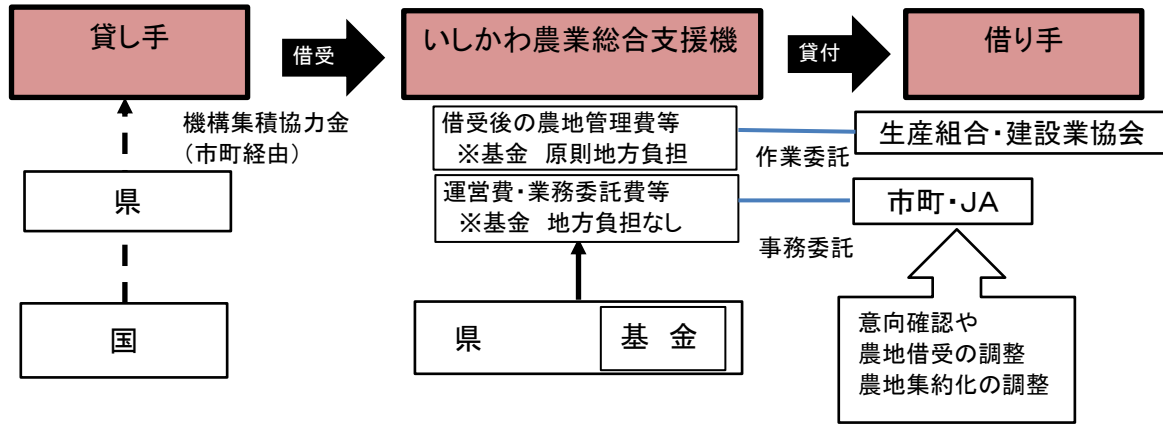 貸し手
借受
いしかわ農業総合支援機
貸付
借り手
機構集積協力金
（市町経由）
借受後の農地管理費等
※基金 原則地方負担
作業委託
生産組合・建設業協会
県
運営費・業務委託費等
※基金 地方負担なし
事務委託
市町・JA
国
県
基 金
意向確認や
農地借受の調整
農地集約化の調整